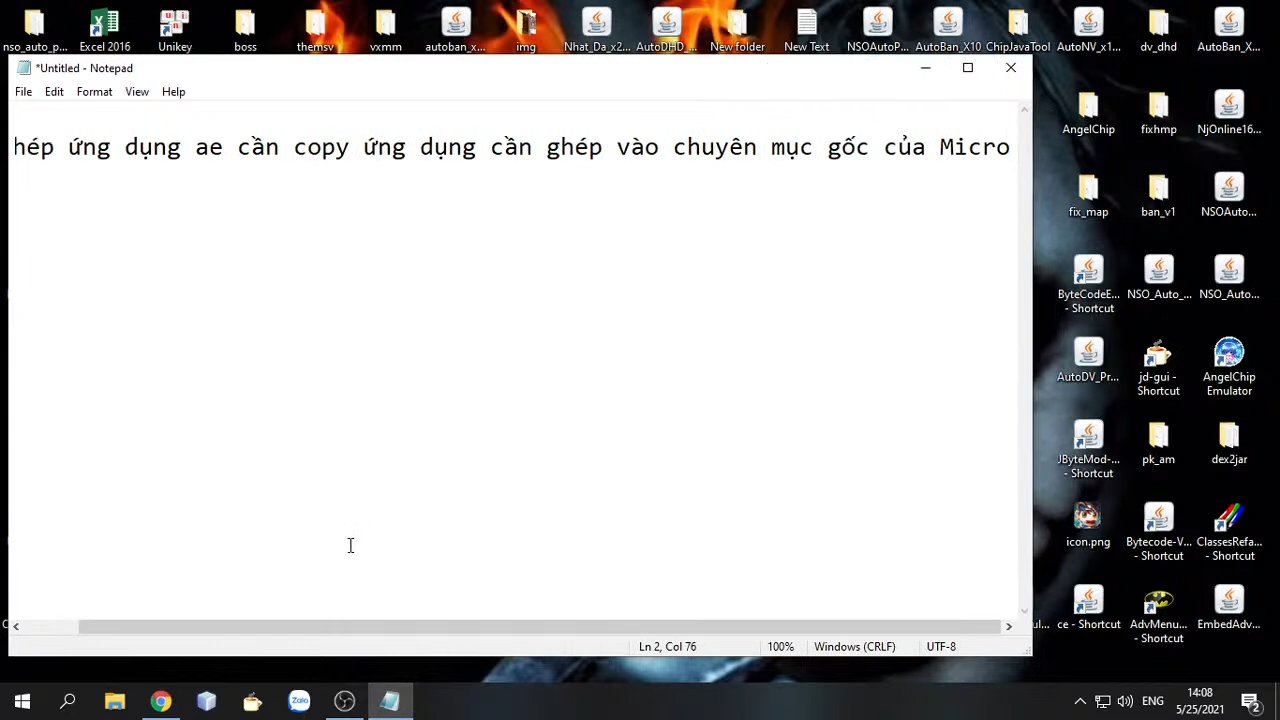 nso_auto_p...
Excel 2016
Unikey
boss
themsv
vxmm
autoban_x...
img
Nhat_Da_x2...
AutoDHD_...
New folder
New Text
NSOAutoP...
AutoBan_X10
ChipJavaTool
AutoNV_x1...
dv_dhd
AutoBan_X...
*Untitled - Notepad
File Edit Format View Help
hép ứng dụng ae cần copy ứng dụng cần ghép vào chuyên mục gốc của Micro
Ln 2, Col 76
100%
Windows (CRLF)
UTF-8
AngelChip
fixhmp
NjOnline16...
fix_map
ban_v1
NSOAuto...
ByteCodeE...
- Shortcut
NSO_Auto_...
NSO_Auto...
AutoDV_Pr...
jd-gui -
Shortcut
AngelChip
Emulator
JByteMod-...
- Shortcut
pk_am
dex2jar
icon.png
Bytecode-V...
- Shortcut
ClassesRefa...
- Shortcut
ce - Shortcut
AdvMenu...
- Shortcut
EmbedAdv...
Zalo
ENG
14:08
5/25/2021
2